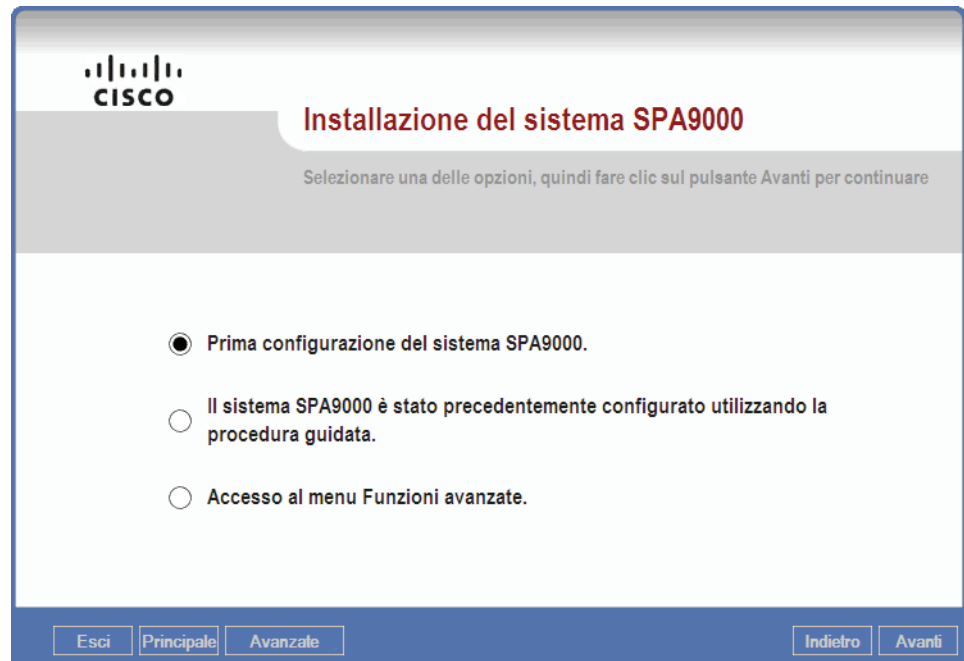 CISCO
Installazione del sistema SPA9000
Selezionare una delle opzioni, quindi fare clic sul pulsante Avanti per continuare
Prima configurazione del sistema SPA9000.
Il sistema SPA9000 è stato precedentemente configurato utilizzando la
procedura guidata.
Accesso al menu Funzioni avanzate.
Esci Principale Avanzate Indietro Avanti